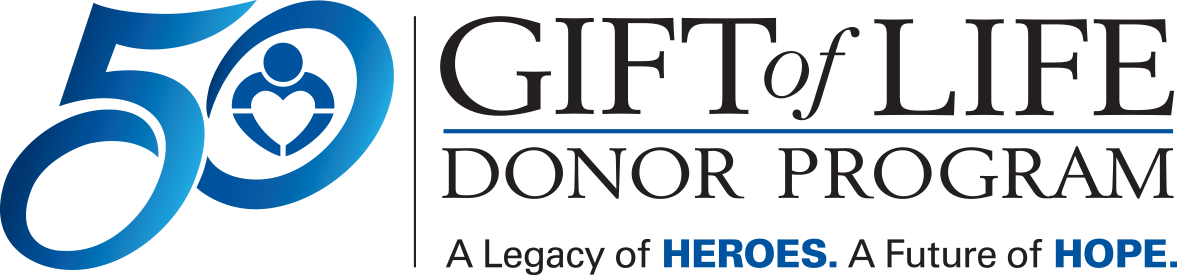 50
GIFT of LIFE
DONOR PROGRAM
A Legacy of HEROES. A Future of HOPE.